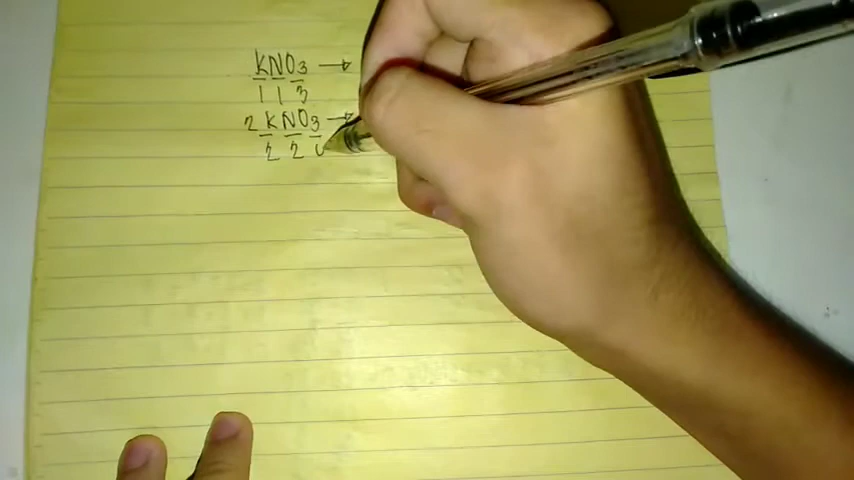 KNO3 →
1 1 3
2 KNO3 →
2 2